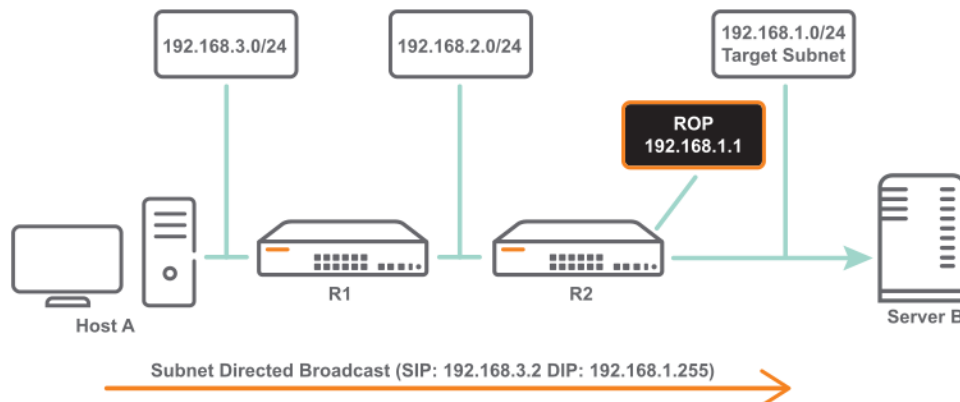 192.168.3.0/24
192.168.2.0/24
192.168.1.0/24
Target Subnet
ROP
192.168.1.1
Host A
R1
R2
Server B
Subnet Directed Broadcast (SIP: 192.168.3.2 DIP: 192.168.1.255)